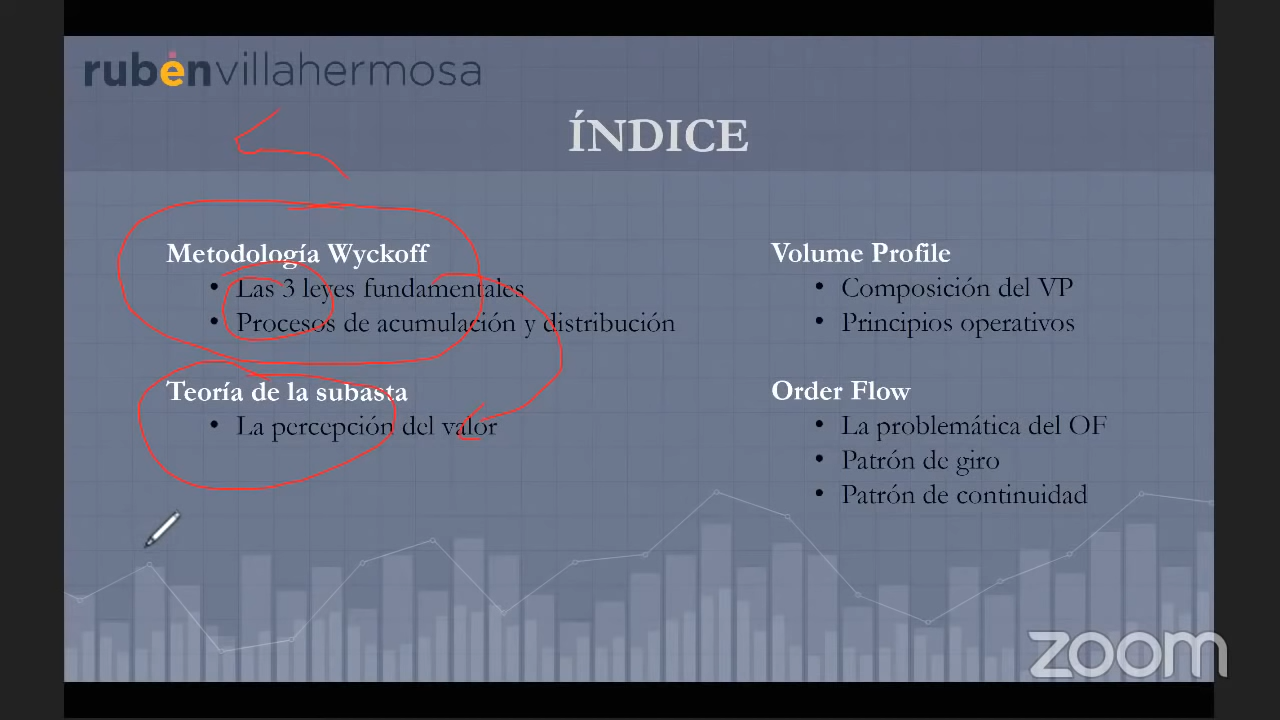 rubén villahermosa
ÍNDICE
Metodología Wyckoff
• Las 3 leyes fundamentales
• Procesos de acumulación y distribución
Teoría de la subasta
• La percepción del valor
Volume Profile
• Composición del VP
• Principios operativos
Order Flow
• La problemática del OF
• Patrón de giro
• Patrón de continuidad
zoom